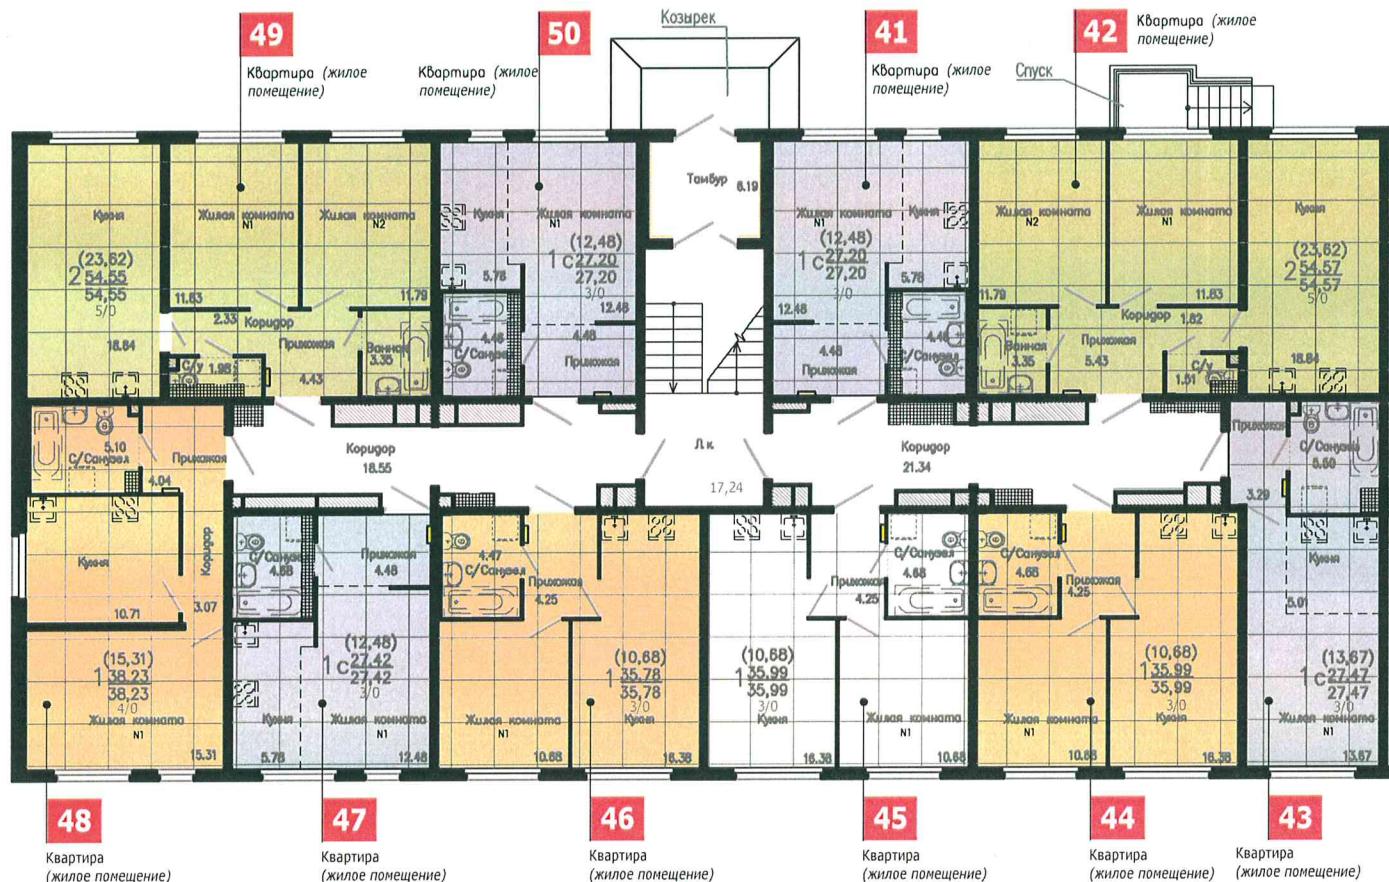 49
Квартира (жилое
помещение)
50
Квартира (жилое
помещение)
Козырек
41
Квартира (жилое
помещение)
42
Квартира (жилое
помещение)
Спуск
Кухня
(23,62)
2 54,55
54,55
5/0
18.84
Жилая комната
N1
11.63
Жилая комната
N2
11.79
2.33
Коридор
Прихожая
4.43
С/у
1.98
Ванная
3.35
Кухня
5.78
Жилая комната
N1
(12,48)
1 С 27,20
27,20
3/0
12.48
4.46
С/Санузел
4.48
Прихожая
Тамбур
6.19
Жилая комната
N1
(12,48)
1 С 27,20
27,20
3/0
12.48
Кухня
5.78
4.46
С/Санузел
4.48
Прихожая
Жилая комната
N2
11.79
Жилая комната
N1
11.63
Коридор
1.82
Ванная
3.35
Прихожая
5.43
С/у
1.51
Кухня
(23,62)
2 54,57
54,57
5/0
18.84
5.10
С/Санузел
Прихожая
4.04
Коридор
18.55
Л.к
17,24
Коридор
21.34
Прихожая
3.29
С/Санузел
5.50
Кухня
10.71
Коридор
3.07
(15,31)
1 38,23
38,23
4/0
Жилая комната
N1
15.31
С/Санузел
4.68
Прихожая
4.48
(12,48)
1 С 27,42
27,42
3/0
Кухня
5.78
Жилая комната
N1
12.48
4.47
С/Санузел
Прихожая
4.25
(10,68)
1 35,78
35,78
3/0
Жилая комната
N1
10.68
Кухня
16.38
(10,68)
1 35,99
35,99
3/0
Кухня
16.38
С/Санузел
4.68
Прихожая
4.25
Жилая комната
N1
10.68
С/Санузел
4.68
Прихожая
4.25
(10,68)
1 35,99
35,99
3/0
Жилая комната
N1
10.68
Кухня
16.38
Кухня
5.01
(13,67)
1 С 27,47
27,47
3/0
Жилая комната
N1
13.67
48
Квартира
(жилое помещение)
47
Квартира
(жилое помещение)
46
Квартира
(жилое помещение)
45
Квартира
(жилое помещение)
44
Квартира
(жилое помещение)
43
Квартира
(жилое помещение)